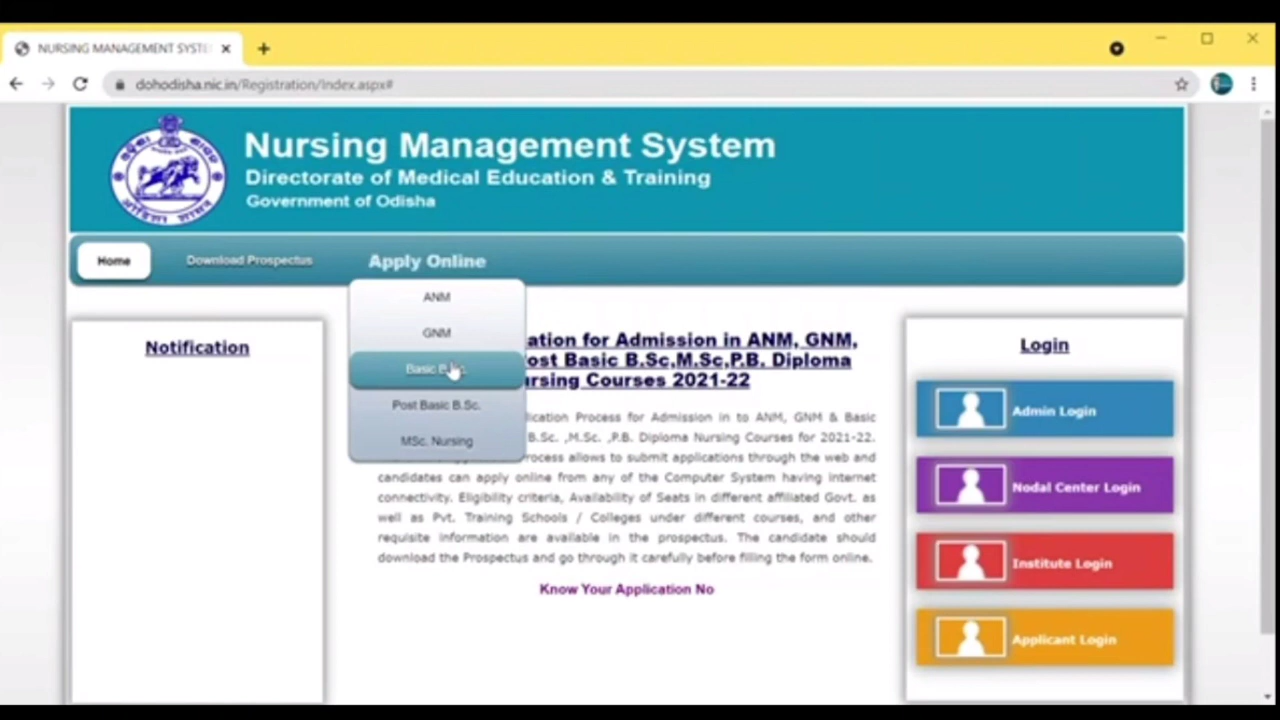 NURSING MANAGEMENT SYSTE
dohodisha.nic.in/Registration/Index.aspx#
Nursing Management System
Directorate of Medical Education & Training
Government of Odisha
Home
Download Prospectus
Apply Online
ANM
GNM
Basic B.Sc.
Post Basic B.Sc.
MSc. Nursing
Notification
ation for Admission in ANM, GNM,
ost Basic B.Sc,M.Sc,P.B. Diploma
ursing Courses 2021-22
lication Process for Admission in to ANM, GNM & Basic
B.Sc. ,M.Sc. ,P.B. Diploma Nursing Courses for 2021-22.
rocess allows to submit applications through the web and
candidates can apply online from any of the Computer System having internet
connectivity. Eligibility criteria, Availability of Seats in different affiliated Govt. as
well as Pvt. Training Schools / Colleges under different courses, and other
requisite information are available in the prospectus. The candidate should
download the Prospectus and go through it carefully before filling the form online.
Know Your Application No
Login
Admin Login
Nodal Center Login
Institute Login
Applicant Login